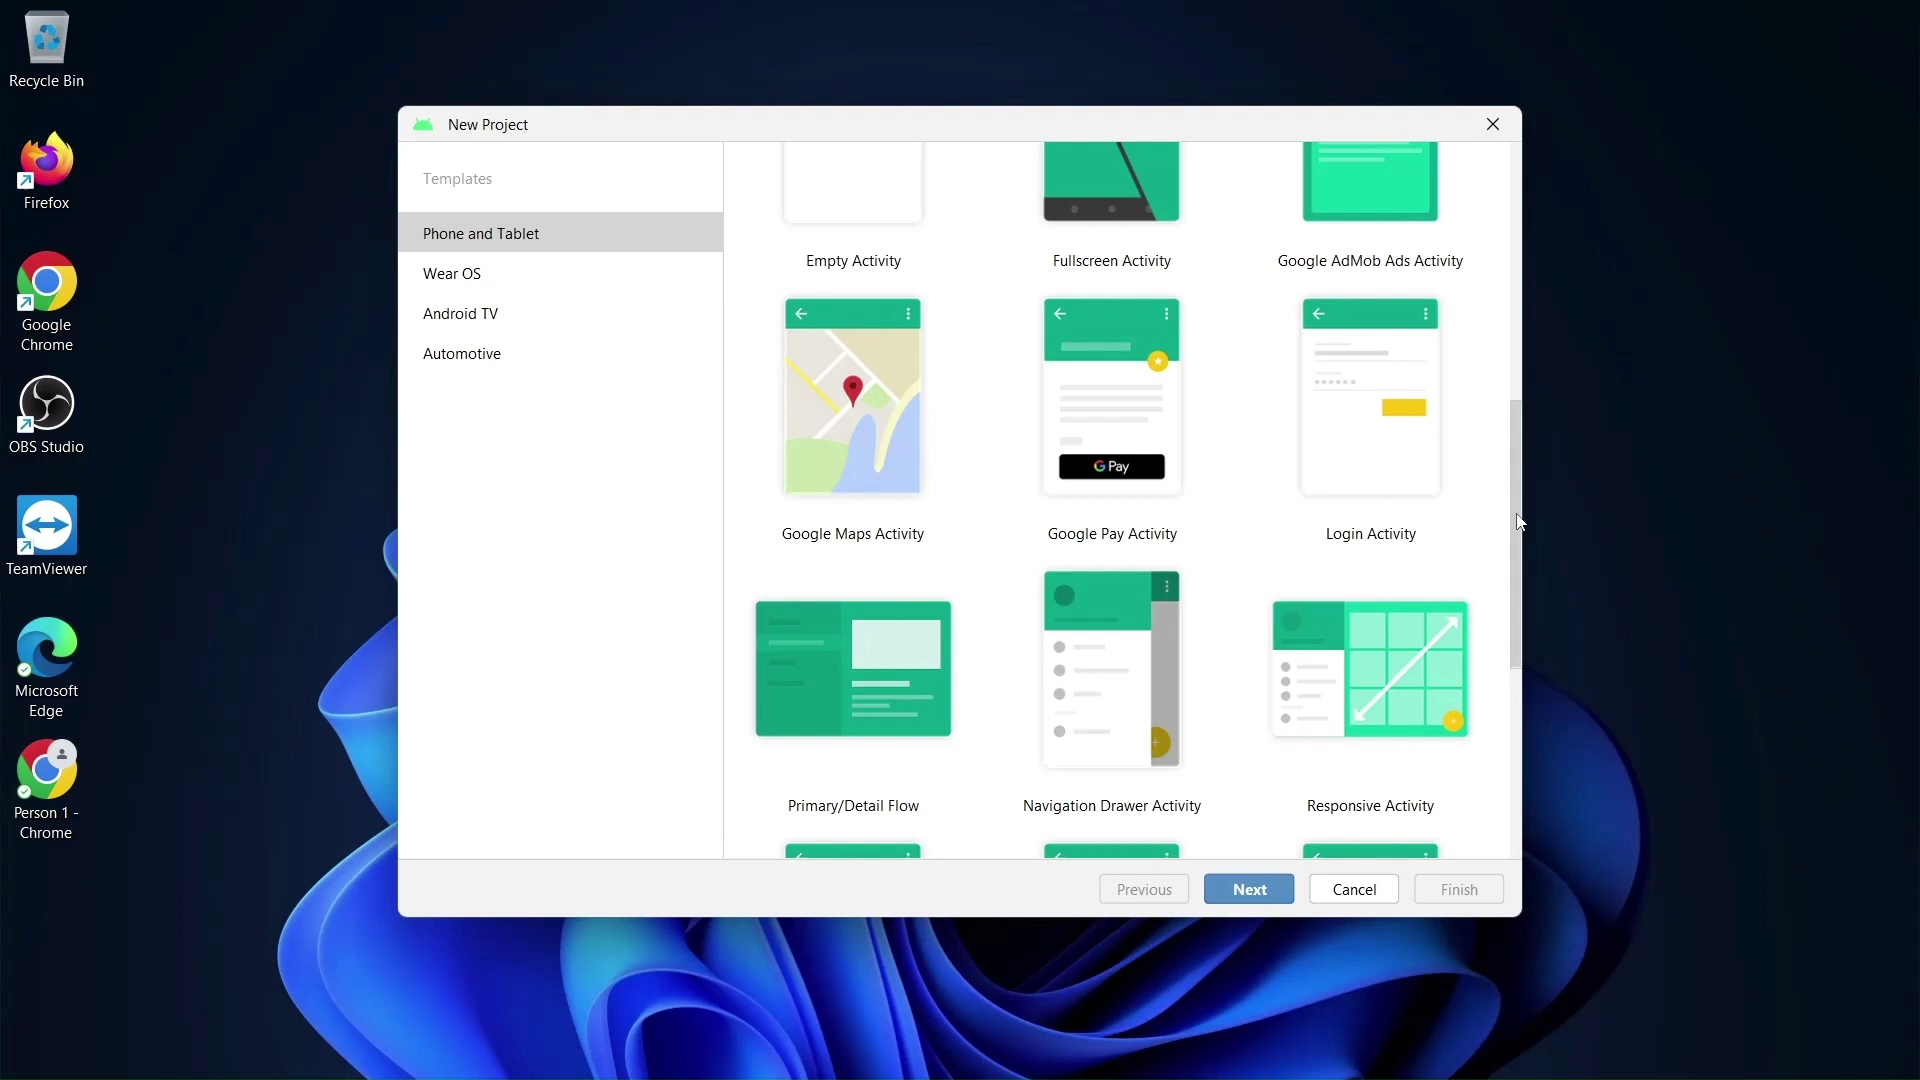 Recycle Bin
Firefox
Google
Chrome
OBS Studio
TeamViewer
Microsoft
Edge
Person 1 -
Chrome
New Project
Templates
Phone and Tablet
Wear OS
Android TV
Automotive
Empty Activity
Fullscreen Activity
Google AdMob Ads Activity
G Pay
Google Maps Activity
Google Pay Activity
Login Activity
Primary/Detail Flow
Navigation Drawer Activity
Responsive Activity
Previous
Next
Cancel
Finish